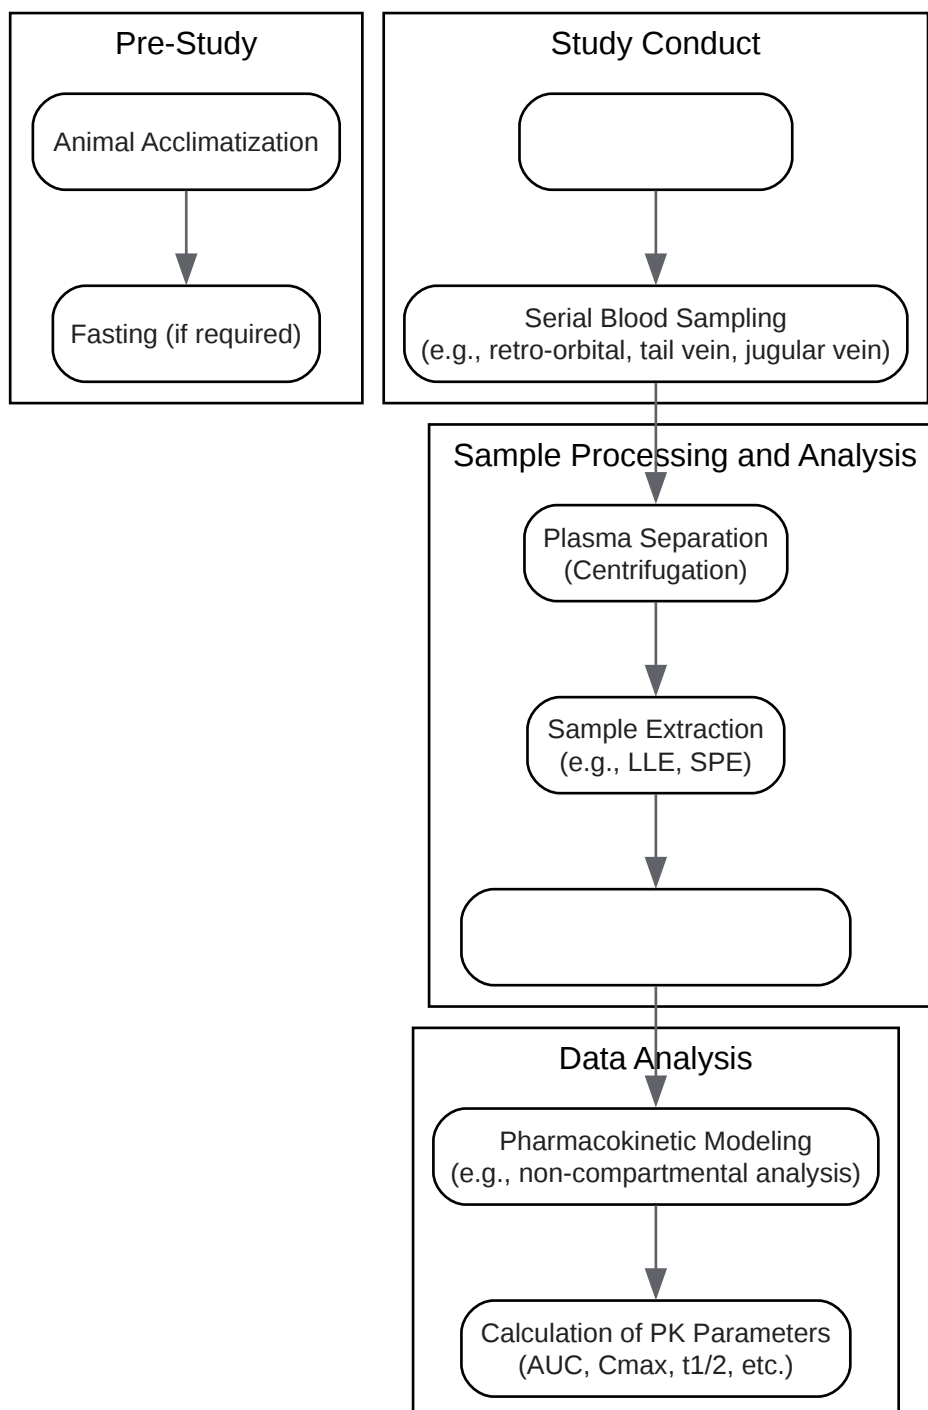 Pre-Study
Animal Acclimatization
Fasting (if required)
Study Conduct
Serial Blood Sampling
(e.g., retro-orbital, tail vein, jugular vein)
Sample Processing and Analysis
Plasma Separation
(Centrifugation)
Sample Extraction
(e.g., LLE, SPE)
Data Analysis
Pharmacokinetic Modeling
(e.g., non-compartmental analysis)
Calculation of PK Parameters
(AUC, Cmax, t1/2, etc.)